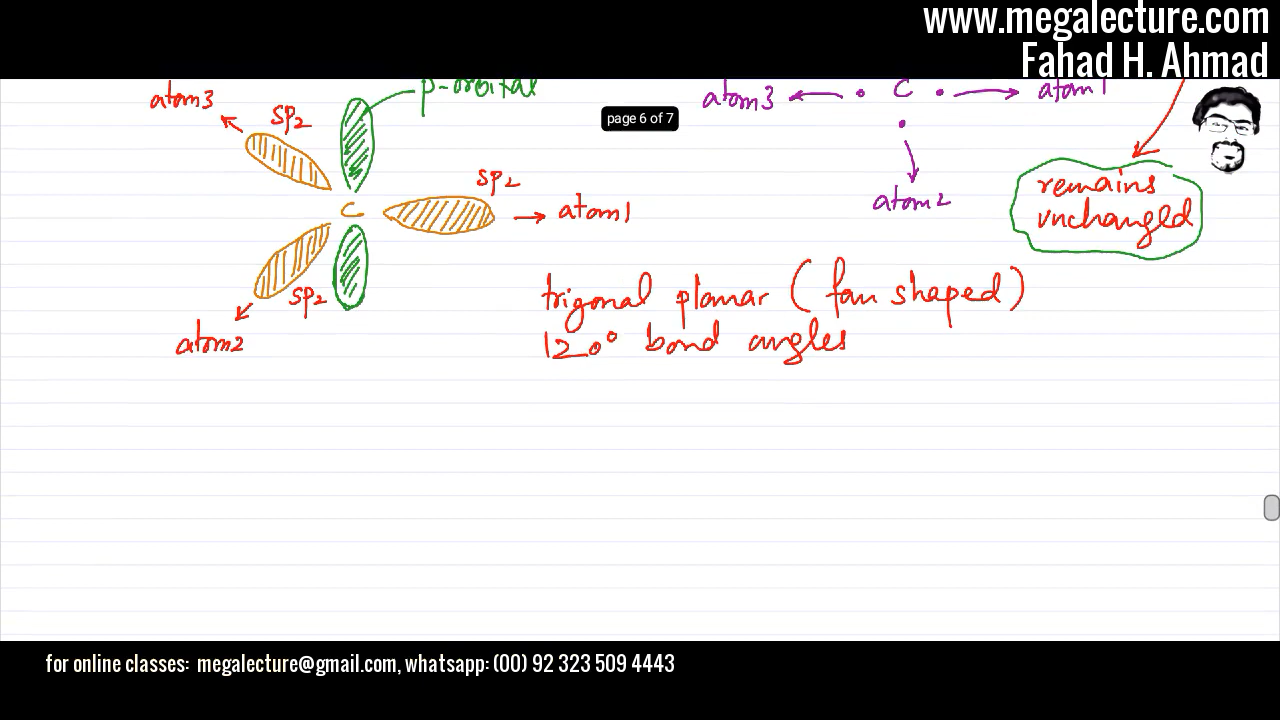 www.megalecture.com
Fahad H. Ahmad
p-orbital
atom3
sp2
page 6 of 7
atom3
C
atom1
atom2
remains
unchanged
sp2
C
atom1
sp2
atom2
trigonal planar (fan shaped)
120° bond angles
for online classes: megalecture@gmail.com, whatsapp: (00) 92 323 509 4443